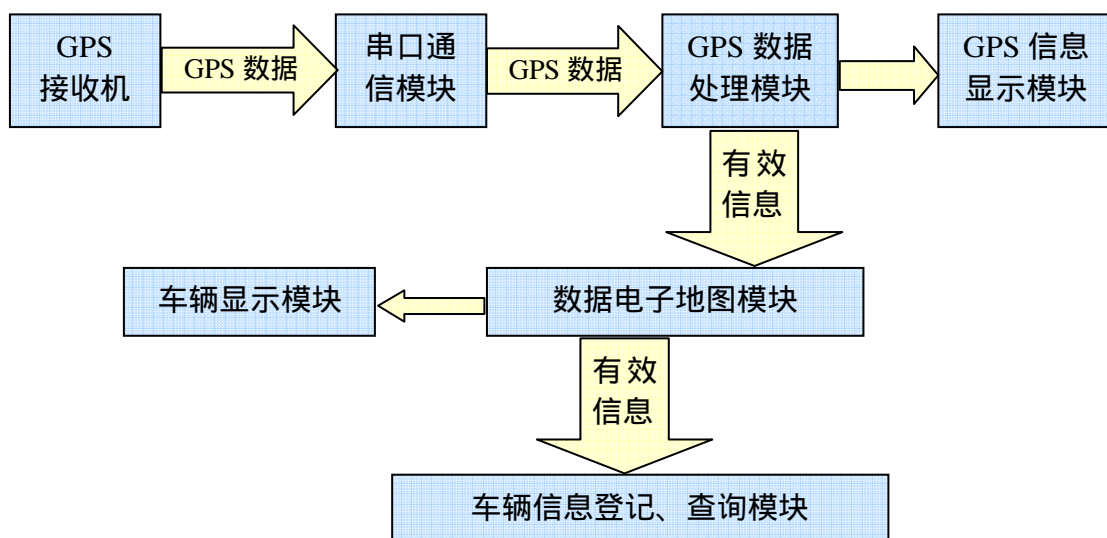 GPS
接收机
GPS 数据
串口通
信模块
GPS 数据
GPS 数据
处理模块
GPS 信息
显示模块
有效
信息
车辆显示模块
数据电子地图模块
有效
信息
车辆信息登记、查询模块